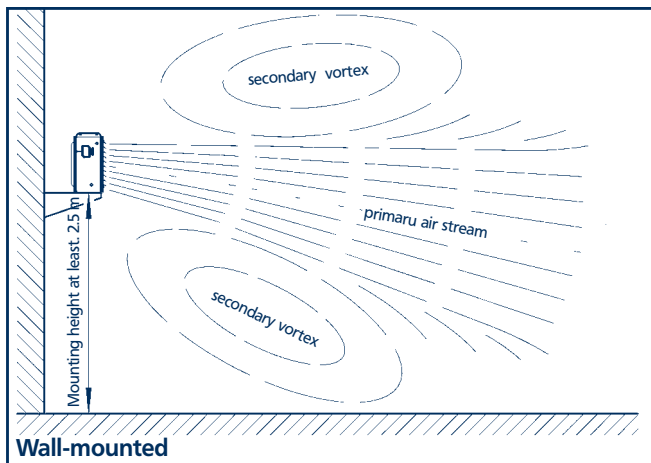 secondary vortex
primaru air stream
secondary vortex
Mounting height at least. 2.5 m
Wall-mounted